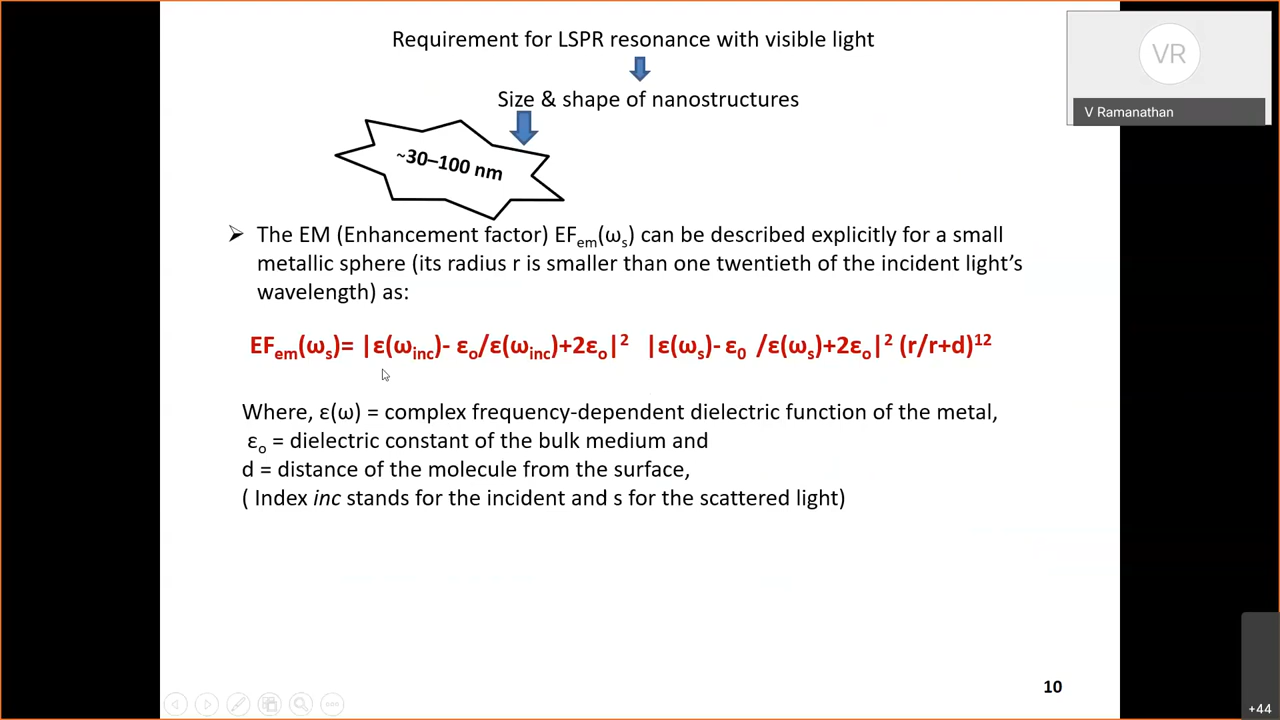 Requirement for LSPR resonance with visible light
VR
V Ramanathan
Size & shape of nanostructures
~30–100 nm
➢ The EM (Enhancement factor) EFem(ωs) can be described explicitly for a small
metallic sphere (its radius r is smaller than one twentieth of the incident light’s
wavelength) as:
EFem(ωs)= |ε(ωinc)- εo/ε(ωinc)+2εo|² |ε(ωs)- ε0 /ε(ωs)+2εo|² (r/r+d)¹²
Where, ε(ω) = complex frequency-dependent dielectric function of the metal,
εo = dielectric constant of the bulk medium and
d = distance of the molecule from the surface,
( Index inc stands for the incident and s for the scattered light)
10
+44